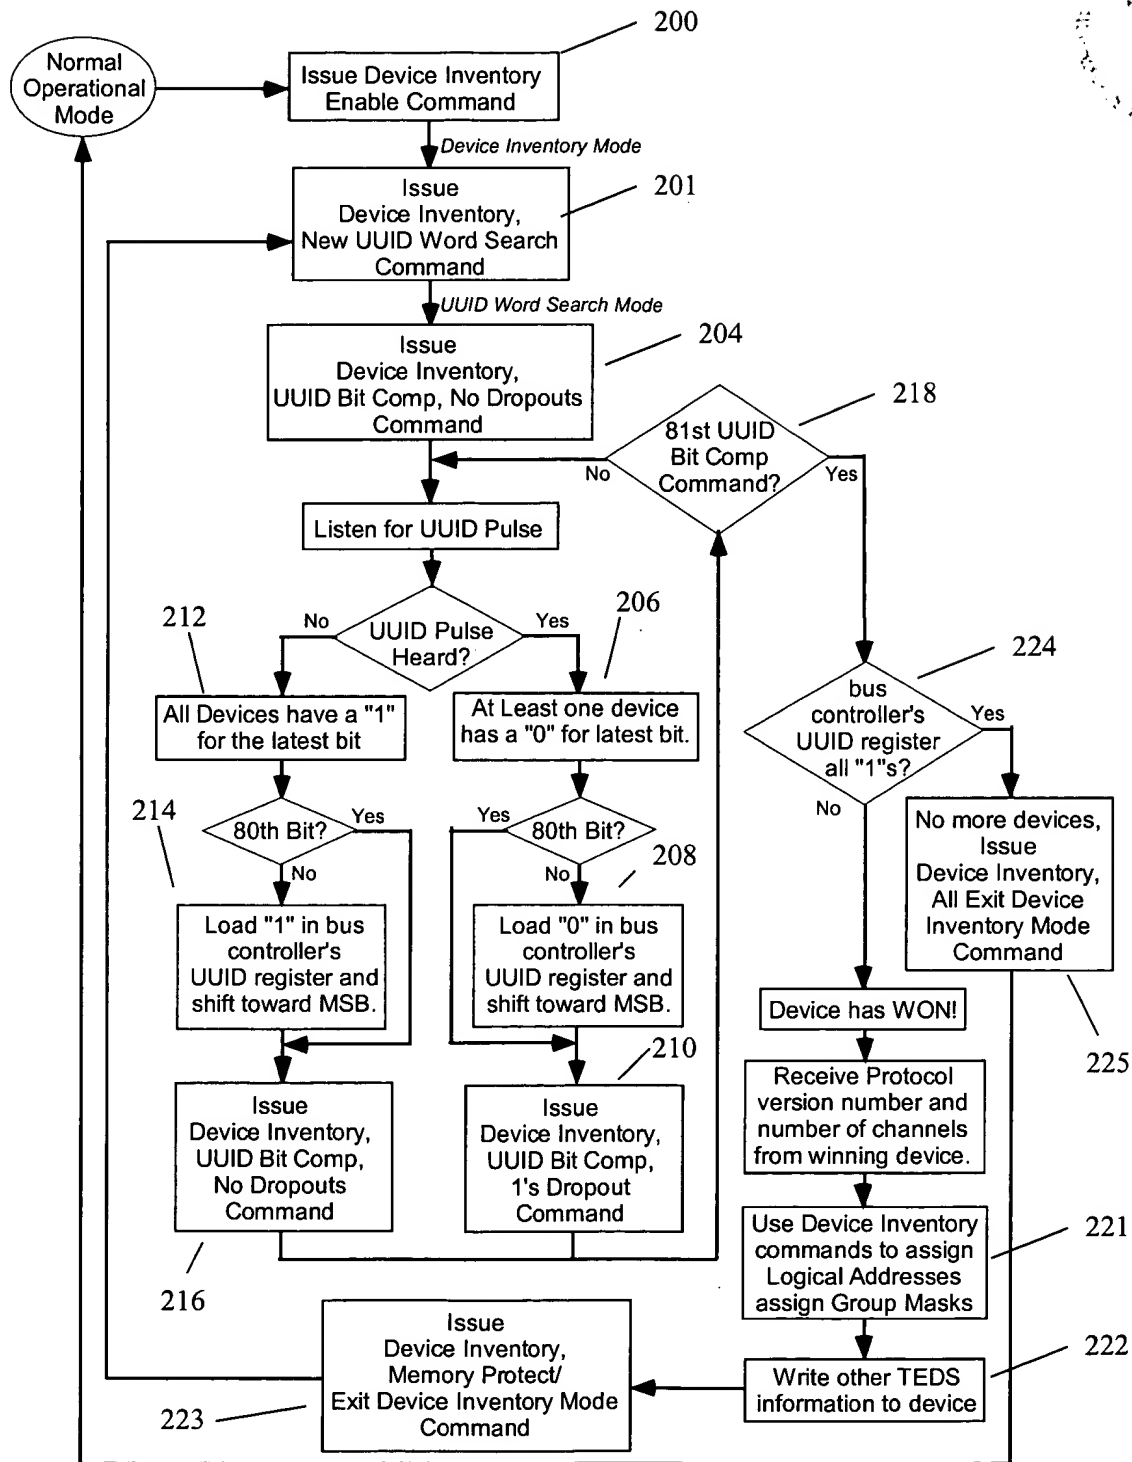 200
Normal
Operational
Mode
Issue Device Inventory
Enable Command
Device Inventory Mode
201
Issue
Device Inventory,
New UUID Word Search
Command
UUID Word Search Mode
204
Issue
Device Inventory,
UUID Bit Comp, No Dropouts
Command
218
81st UUID
Bit Comp
Command?
No
Yes
Listen for UUID Pulse
212
206
No
UUID Pulse
Heard?
Yes
224
All Devices have a "1"
for the latest bit
At Least one device
has a "0" for latest bit.
bus
controller's
UUID register
all "1"s?
Yes
No
214
80th Bit?
Yes
No
Yes
80th Bit?
No
208
No more devices,
Issue
Device Inventory,
All Exit Device
Inventory Mode
Command
Load "1" in bus
controller's
UUID register and
shift toward MSB.
Load "0" in bus
controller's
UUID register and
shift toward MSB.
Device has WON!
210
225
Issue
Device Inventory,
UUID Bit Comp,
No Dropouts
Command
Issue
Device Inventory,
UUID Bit Comp,
1's Dropout
Command
Receive Protocol
version number and
number of channels
from winning device.
216
Use Device Inventory
commands to assign
Logical Addresses
assign Group Masks
221
Issue
Device Inventory,
Memory Protect/
Exit Device Inventory Mode
Command
223
Write other TEDS
information to device
222